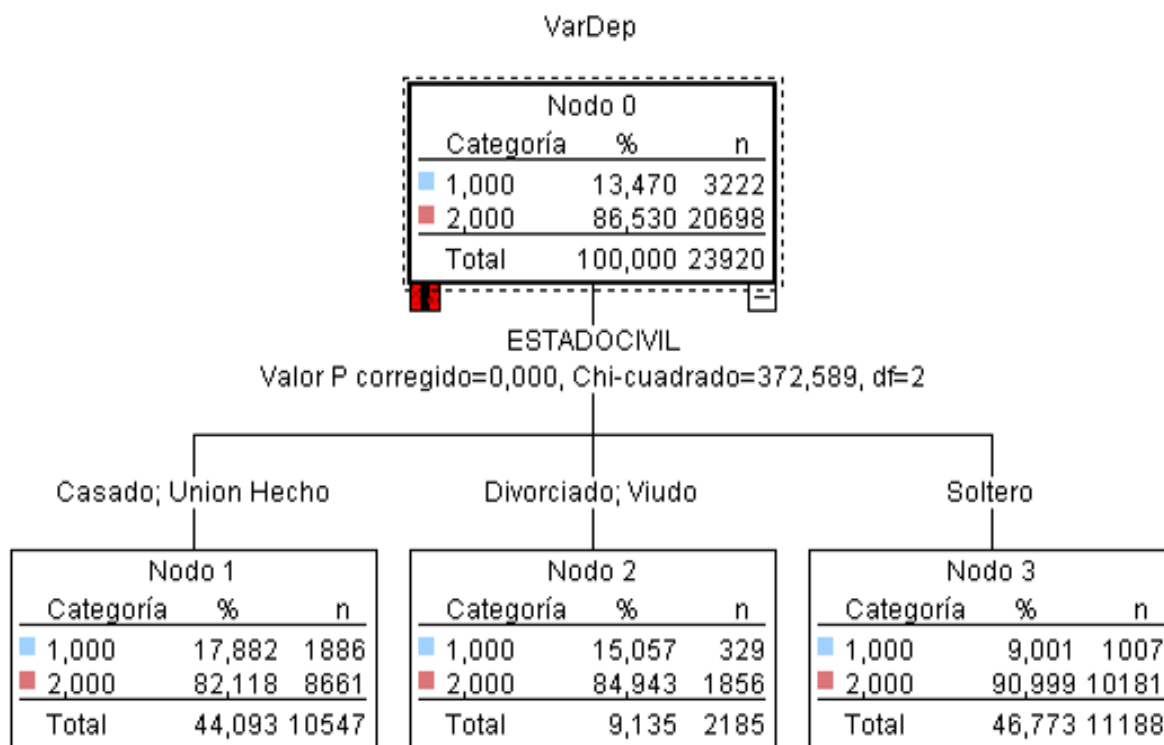 VarDep
Nodo 0
Categoría % n
1,000 13,470 3222
2,000 86,530 20698
Total 100,000 23920
ESTADOCIVIL
Valor P corregido=0,000, Chi-cuadrado=372,589, df=2
Casado; Union Hecho
Divorciado; Viudo
Soltero
Nodo 1
Categoría % n
1,000 17,882 1886
2,000 82,118 8661
Total 44,093 10547
Nodo 2
Categoría % n
1,000 15,057 329
2,000 84,943 1856
Total 9,135 2185
Nodo 3
Categoría % n
1,000 9,001 1007
2,000 90,999 10181
Total 46,773 11188